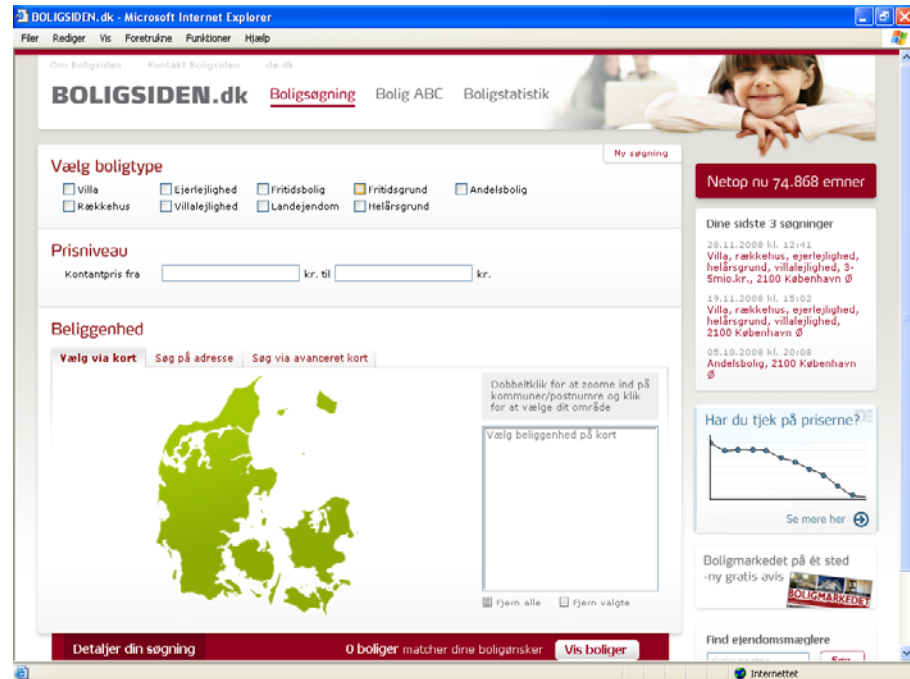 BOLIGSIDEN.dk - Microsoft Internet Explorer
Filer Rediger Vis Foretrukne Funktioner Hjælp
Om Boligsiden Kontakt Boligsiden de.dk
BOLIGSIDEN.dk Boligsøgning Bolig ABC Boligstatistik
Ny søgning
Vælg boligtype
Villa Ejerlejlighed Fritidsbolig Fritidsgrund Andelsbolig
Rækkehus Villalejlighed Landejendom Helårsgrund
Prisniveau
Kontantpris fra kr. til kr.
Beliggenhed
Vælg via kort Søg på adresse Søg via avanceret kort
Dobbeltklik for at zoome ind på
kommuner/postnumre og klik
for at vælge dit område
Vælg beliggenhed på kort
Fjern alle Fjern valgte
Detaljer din søgning 0 boliger matcher dine boligønsker Vis boliger
Netop nu 74.868 emner
Dine sidste 3 søgninger
28.11.2008 kl. 12:41
Villa, rækkehus, ejerlejlighed,
helårsgrund, villalejlighed, 3-
5mio.kr., 2100 København Ø
19.11.2008 kl. 15:02
Villa, rækkehus, ejerlejlighed,
helårsgrund, villalejlighed,
2100 København Ø
05.10.2008 kl. 20:08
Andelsbolig, 2100 København
Ø
Har du tjek på priserne?
Se mere her
Boligmarkedet på ét sted
-ny gratis avis
BOLIGMARKEDET
Find ejendomsmæglere
Internettet